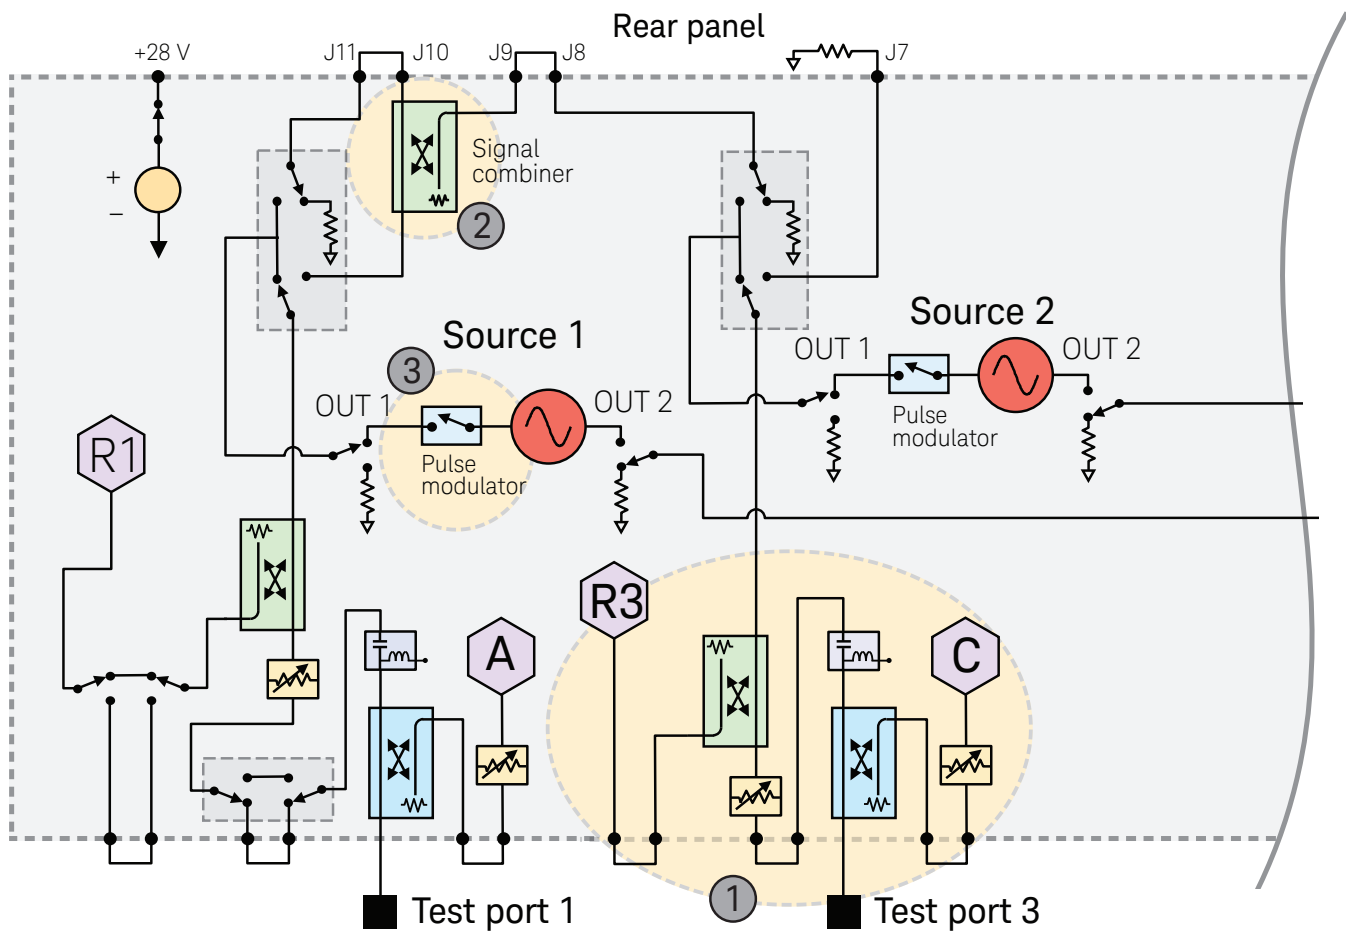 Rear panel
+28 V
J11
J10
J9
J8
J7
+
−
Signal
combiner
2
Source 1
Source 2
3
OUT 1
OUT 2
Pulse
modulator
OUT 1
OUT 2
Pulse
modulator
R1
R3
A
C
1
Test port 1
Test port 3